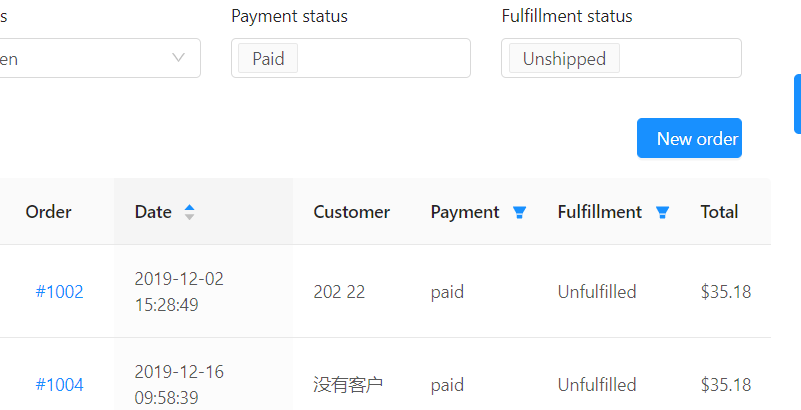 s Payment status Fulfillment status
en Paid Unshipped
New order
Order Date Customer Payment Fulfillment Total
#1002 2019-12-02 15:28:49 202 22 paid Unfulfilled $35.18
#1004 2019-12-16 09:58:39 没有客户 paid Unfulfilled $35.18